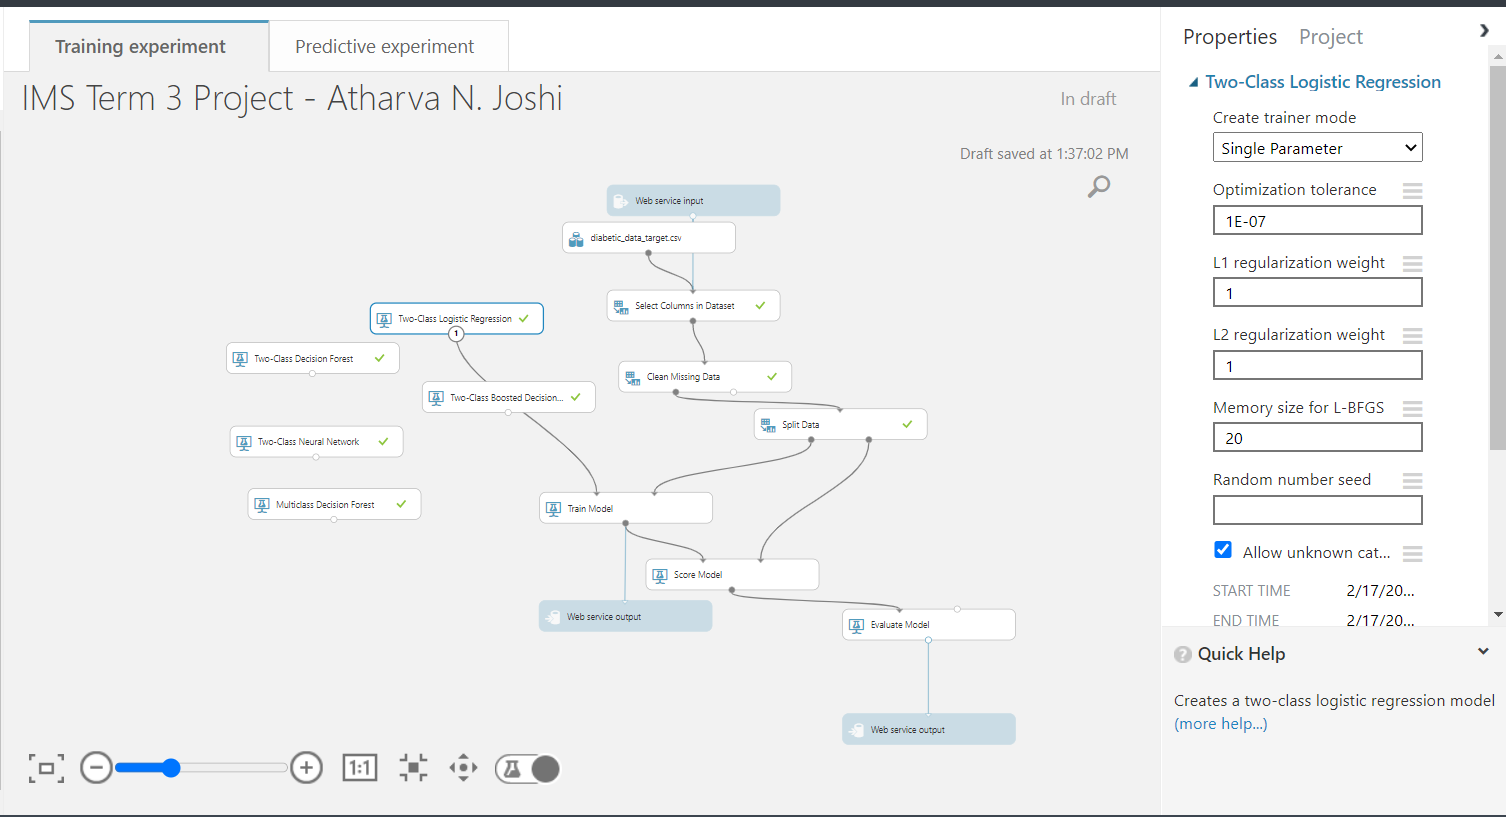 Training experiment
Predictive experiment
IMS Term 3 Project - Atharva N. Joshi
In draft
Draft saved at 1:37:02 PM
Web service input
diabetic_data_target.csv
Select Columns in Dataset
Two-Class Logistic Regression
1
Two-Class Decision Forest
Clean Missing Data
Two-Class Boosted Decision...
Split Data
Two-Class Neural Network
Multiclass Decision Forest
Train Model
Score Model
Web service output
Evaluate Model
Web service output
1:1
Properties
Project
Two-Class Logistic Regression
Create trainer mode
Single Parameter
Optimization tolerance
1E-07
L1 regularization weight
1
L2 regularization weight
1
Memory size for L-BFGS
20
Random number seed
Allow unknown cat...
START TIME 2/17/20...
END TIME 2/17/20...
? Quick Help
Creates a two-class logistic regression model
(more help...)